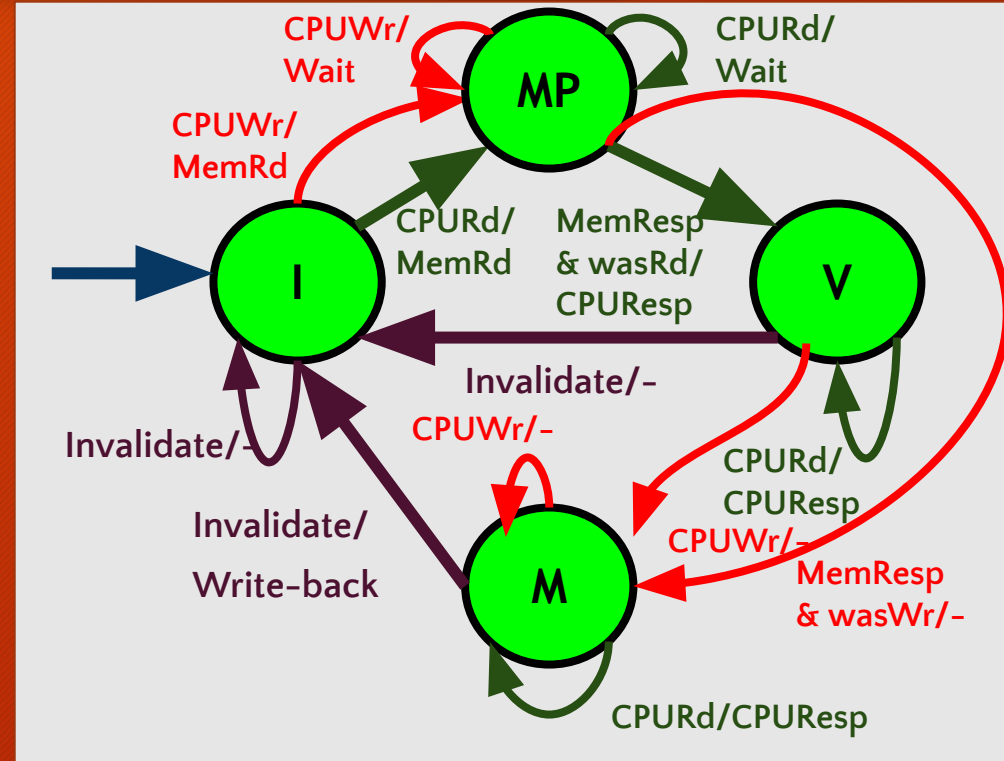 CPUWr/
Wait
CPURd/
Wait
MP
CPUWr/
MemRd
CPURd/
MemRd
MemResp
& wasRd/
CPUResp
I
V
Invalidate/-
CPUWr/-
Invalidate/-
CPURd/
CPUResp
CPUWr/-
Invalidate/
Write-back
M
MemResp
& wasWr/-
CPURd/CPUResp